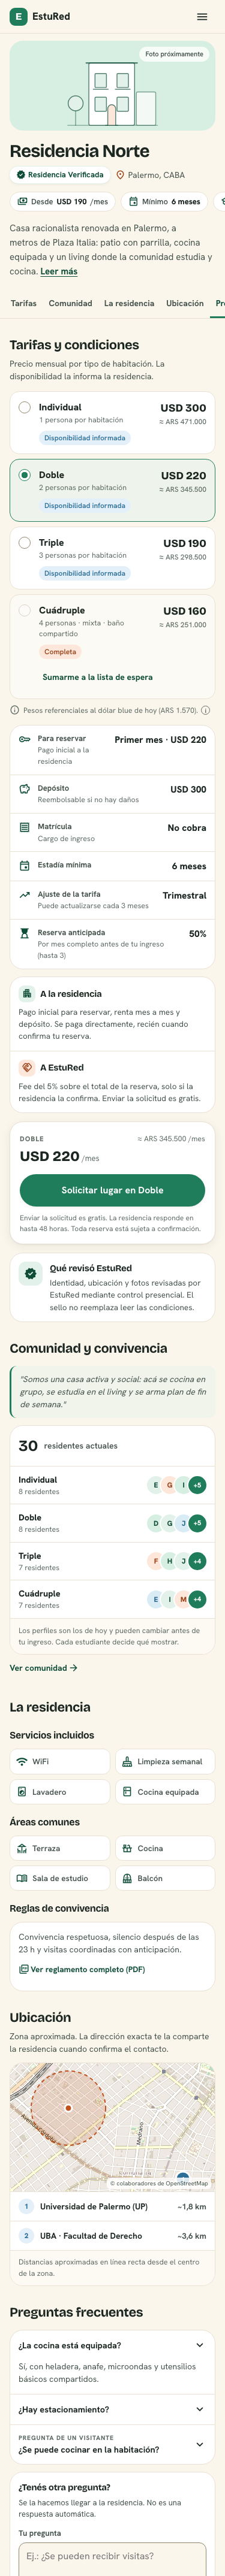 E EstuRed
Foto próximamente
Residencia Norte
Residencia Verificada Palermo, CABA
Desde USD 190 /mes Mínimo 6 meses
Casa racionalista renovada en Palermo, a
metros de Plaza Italia: patio con parrilla, cocina
equipada y un living donde la comunidad estudia y
cocina. Leer más
Tarifas Comunidad La residencia Ubicación Pr
Tarifas y condiciones
Precio mensual por tipo de habitación. La
disponibilidad la informa la residencia.
Individual USD 300
1 persona por habitación ≈ ARS 471.000
Disponibilidad informada
Doble USD 220
2 personas por habitación ≈ ARS 345.500
Disponibilidad informada
Triple USD 190
3 personas por habitación ≈ ARS 298.500
Disponibilidad informada
Cuádruple USD 160
4 personas · mixta · baño ≈ ARS 251.000
compartido
Completa
Sumarme a la lista de espera
Pesos referenciales al dólar blue de hoy (ARS 1.570).
Para reservar Primer mes · USD 220
Pago inicial a la
residencia
Depósito USD 300
Reembolsable si no hay daños
Matrícula No cobra
Cargo de ingreso
Estadía mínima 6 meses
Ajuste de la tarifa Trimestral
Puede actualizarse cada 3 meses
Reserva anticipada 50%
Por mes completo antes de tu ingreso
(hasta 3)
A la residencia
Pago inicial para reservar, renta mes a mes y
depósito. Se paga directamente, recién cuando
confirma tu reserva.
A EstuRed
Fee del 5% sobre el total de la reserva, solo si la
residencia la confirma. Enviar la solicitud es gratis.
DOBLE ≈ ARS 345.500 /mes
USD 220 /mes
Solicitar lugar en Doble
Enviar la solicitud es gratis. La residencia responde en
hasta 48 horas. Toda reserva está sujeta a confirmación.
Qué revisó EstuRed
Identidad, ubicación y fotos revisadas por
EstuRed mediante control presencial. El
sello no reemplaza leer las condiciones.
Comunidad y convivencia
"Somos una casa activa y social: acá se cocina en
grupo, se estudia en el living y se arma plan de fin
de semana."
30 residentes actuales
Individual
8 residentes
E G I +5
Doble
8 residentes
D G J +5
Triple
7 residentes
F H J +4
Cuádruple
7 residentes
E I M +4
Los perfiles son los de hoy y pueden cambiar antes de
tu ingreso. Cada estudiante decide qué mostrar.
Ver comunidad →
La residencia
Servicios incluidos
WiFi Limpieza semanal
Lavadero Cocina equipada
Áreas comunes
Terraza Cocina
Sala de estudio Balcón
Reglas de convivencia
Convivencia respetuosa, silencio después de las
23 h y visitas coordinadas con anticipación.
Ver reglamento completo (PDF)
Ubicación
Zona aproximada. La dirección exacta te la comparte
la residencia cuando confirma el contacto.
Medrano
© colaboradores de OpenStreetMap
1 Universidad de Palermo (UP) ~1,8 km
2 UBA · Facultad de Derecho ~3,6 km
Distancias aproximadas en línea recta desde el centro
de la zona.
Preguntas frecuentes
¿La cocina está equipada?
Sí, con heladera, anafe, microondas y utensilios
básicos compartidos.
¿Hay estacionamiento?
PREGUNTA DE UN VISITANTE
¿Se puede cocinar en la habitación?
¿Tenés otra pregunta?
Se la hacemos llegar a la residencia. No es una
respuesta automática.
Tu pregunta
Ej.: ¿Se pueden recibir visitas?